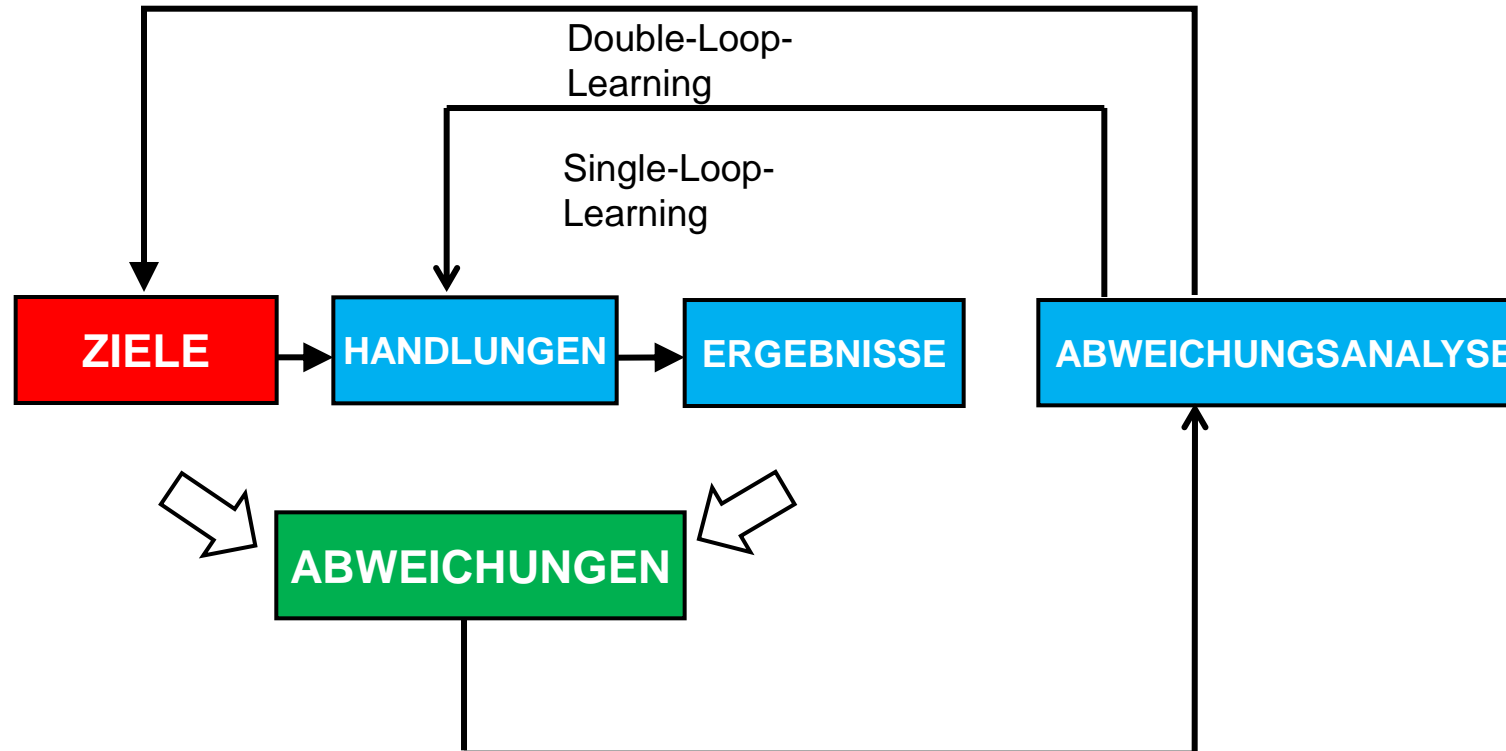 Double-Loop-
Learning
Single-Loop-
Learning
ZIELE
HANDLUNGEN
ERGEBNISSE
ABWEICHUNGSANALYSE
ABWEICHUNGEN